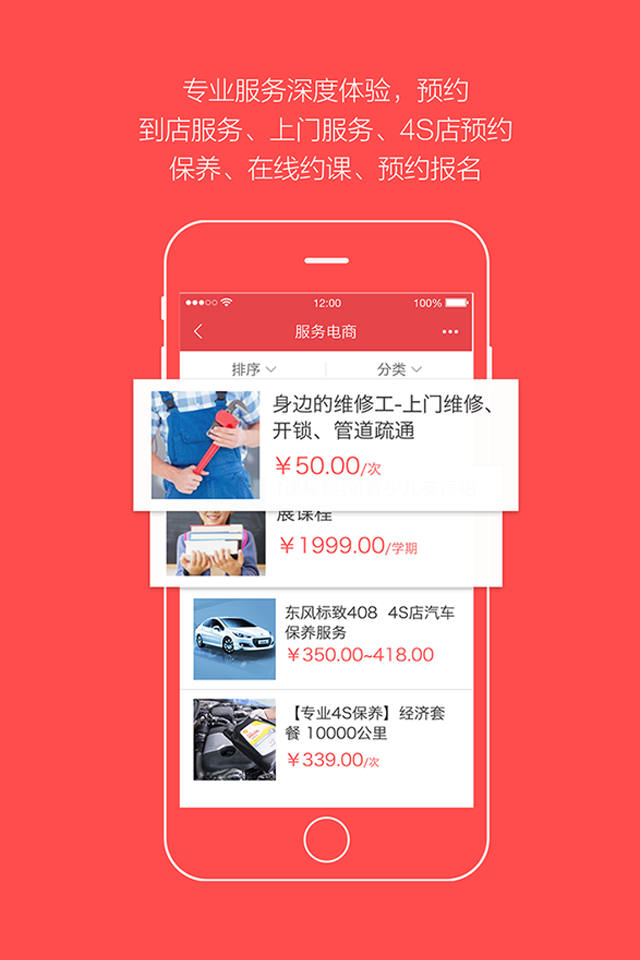 专业服务深度体验，预约
到店服务、上门服务、4S店预约
保养、在线约课、预约报名
12:00
100%
服务电商
排序
分类
身边的维修工-上门维修、
开锁、管道疏通
￥50.00/次
展课程
￥1999.00/学期
东风标致408 4S店汽车
保养服务
￥350.00~418.00
【专业4S保养】经济套
餐 10000公里
￥339.00/次